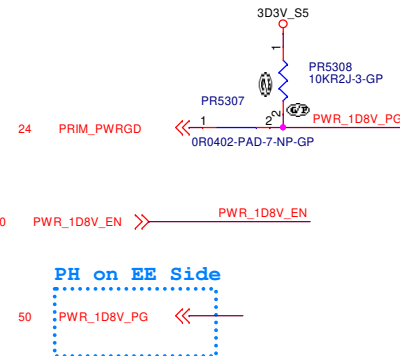 3D3V_S5
1
PR5308
10KR2J-3-GP
PR5307
2
24 PRIM_PWRGD 1 2 PWR_1D8V_PG
0R0402-PAD-7-NP-GP
PWR_1D8V_EN
0 PWR_1D8V_EN
PH on EE Side
50 PWR_1D8V_PG